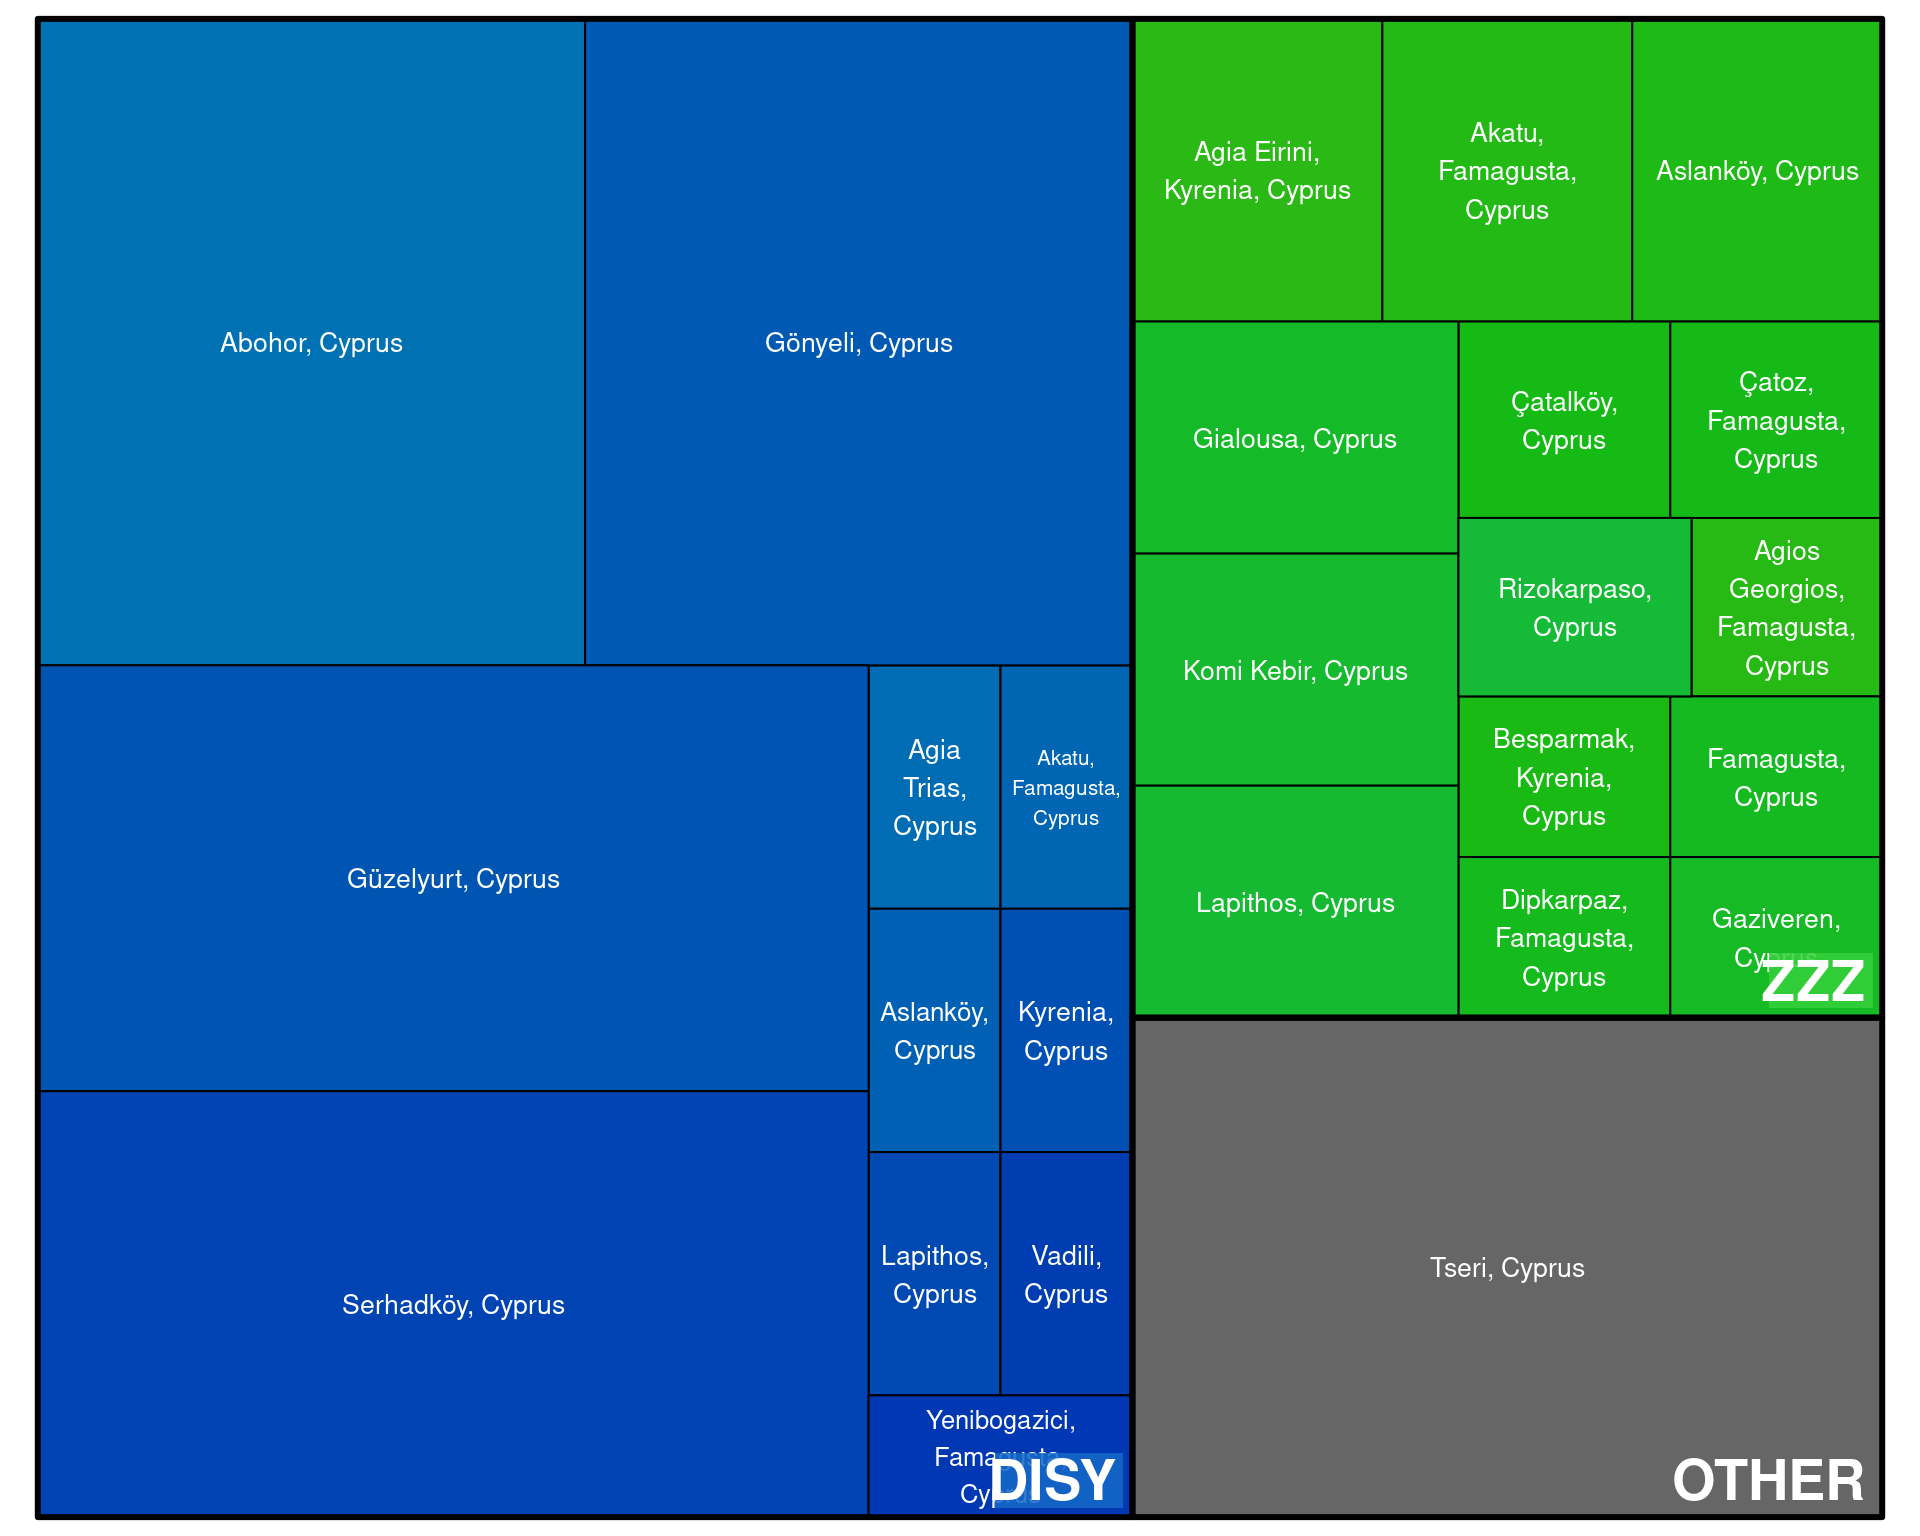 Abohor, Cyprus
Gönyeli, Cyprus
Güzelyurt, Cyprus
Serhadköy, Cyprus
Agia
Trias,
Cyprus
Akatu,
Famagusta,
Cyprus
Aslanköy,
Cyprus
Kyrenia,
Cyprus
Lapithos,
Cyprus
Vadili,
Cyprus
Yenibogazici,
Famagusta,
Cyprus
DISY
Agia Eirini,
Kyrenia, Cyprus
Akatu,
Famagusta,
Cyprus
Aslanköy, Cyprus
Gialousa, Cyprus
Komi Kebir, Cyprus
Lapithos, Cyprus
Çatalköy,
Cyprus
Çatoz,
Famagusta,
Cyprus
Rizokarpaso,
Cyprus
Agios
Georgios,
Famagusta,
Cyprus
Besparmak,
Kyrenia,
Cyprus
Famagusta,
Cyprus
Dipkarpaz,
Famagusta,
Cyprus
Gaziveren,
Cyprus
ZZZ
Tseri, Cyprus
OTHER